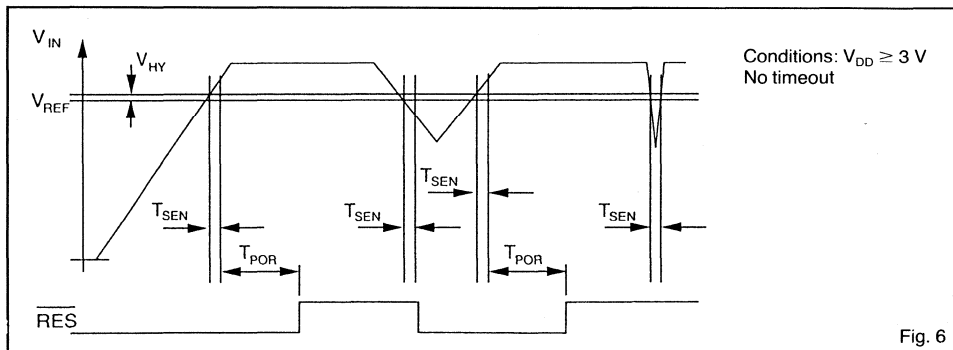 V_IN
V_HY
V_REF
Conditions: V_DD ≥ 3 V
No timeout
T_SEN
T_SEN
T_SEN
T_SEN
T_POR
T_POR
RES
Fig. 6